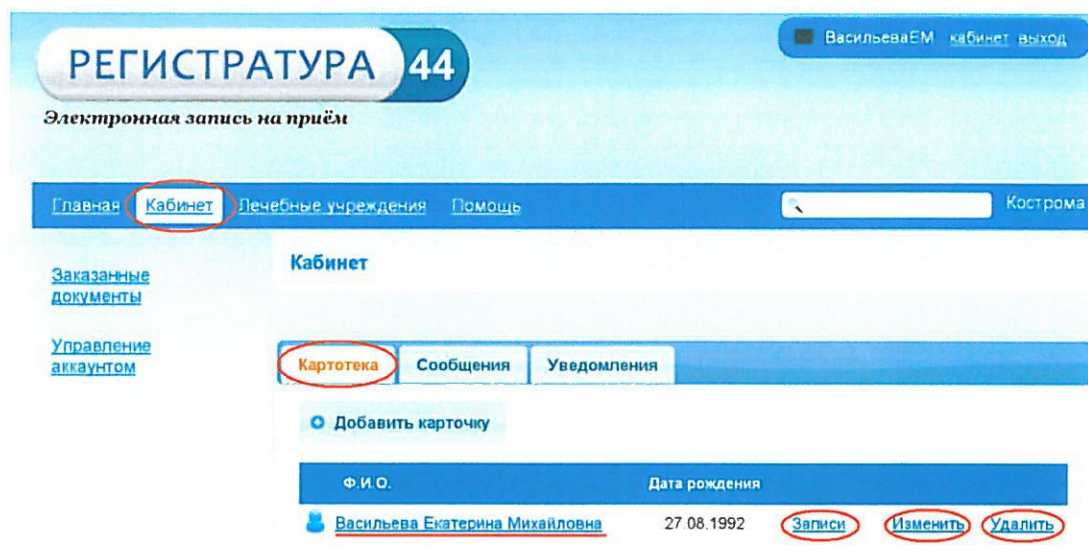 ВасильеваЕМ кабинет выход
РЕГИСТРАТУРА 44
Электронная запись на приём
Главная Кабинет Лечебные учреждения Помощь Кострома
Заказанные
документы
Управление
аккаунтом
Кабинет
Картотека Сообщения Уведомления
Добавить карточку
Ф.И.О. Дата рождения
Васильева Екатерина Михайловна 27.08.1992 Записи Изменить Удалить